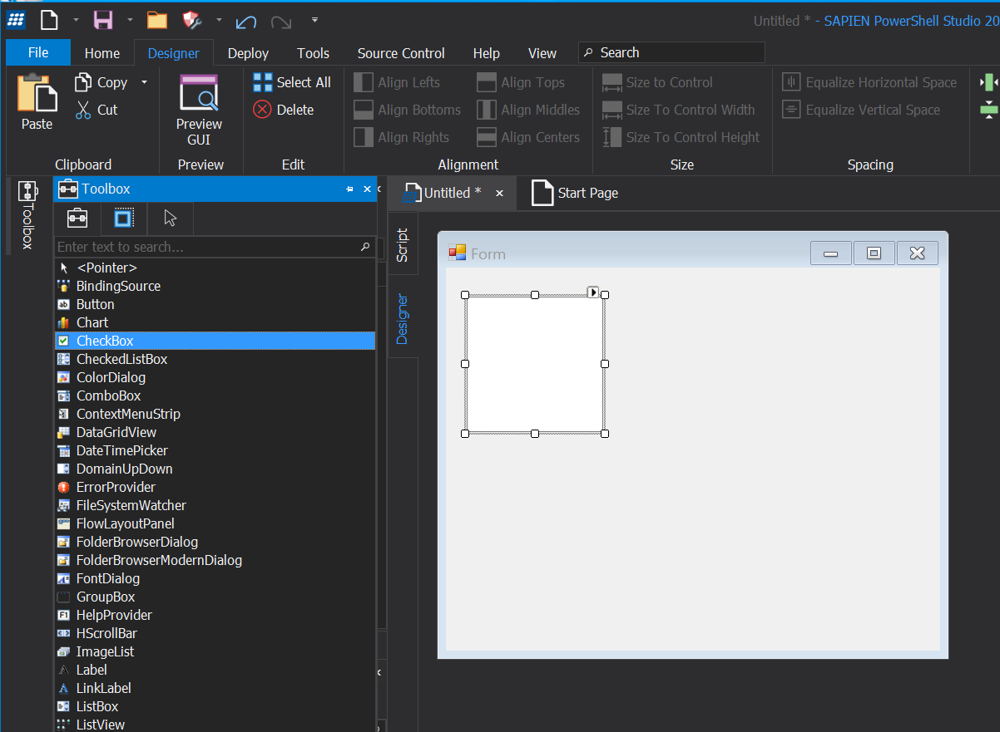 Untitled * - SAPIEN PowerShell Studio 20
File Home Designer Deploy Tools Source Control Help View Search
Paste
Copy
Cut
Clipboard
Preview
GUI
Preview
Select All
Delete
Edit
Align Lefts Align Tops
Align Bottoms Align Middles
Align Rights Align Centers
Alignment
Size to Control
Size To Control Width
Size To Control Height
Size
Equalize Horizontal Space
Equalize Vertical Space
Spacing
Toolbox
Toolbox
Enter text to search...
<Pointer>
BindingSource
Button
Chart
CheckBox
CheckedListBox
ColorDialog
ComboBox
ContextMenuStrip
DataGridView
DateTimePicker
DomainUpDown
ErrorProvider
FileSystemWatcher
FlowLayoutPanel
FolderBrowserDialog
FolderBrowserModernDialog
FontDialog
GroupBox
HelpProvider
HScrollBar
ImageList
Label
LinkLabel
ListBox
ListView
Untitled * Start Page
Script
Designer
Form